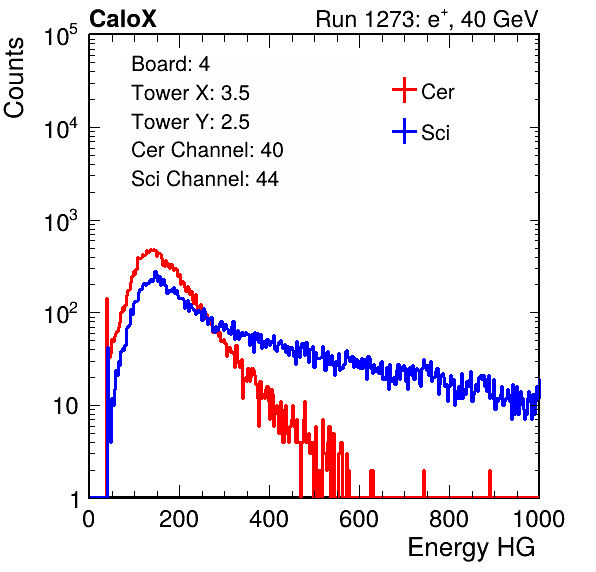 CaloX Run 1273: e⁺, 40 GeV
Counts
Board: 4
Tower X: 3.5
Tower Y: 2.5
Cer Channel: 40
Sci Channel: 44
Cer
Sci
10⁵
10⁴
10³
10²
10
1
0 200 400 600 800 1000
Energy HG